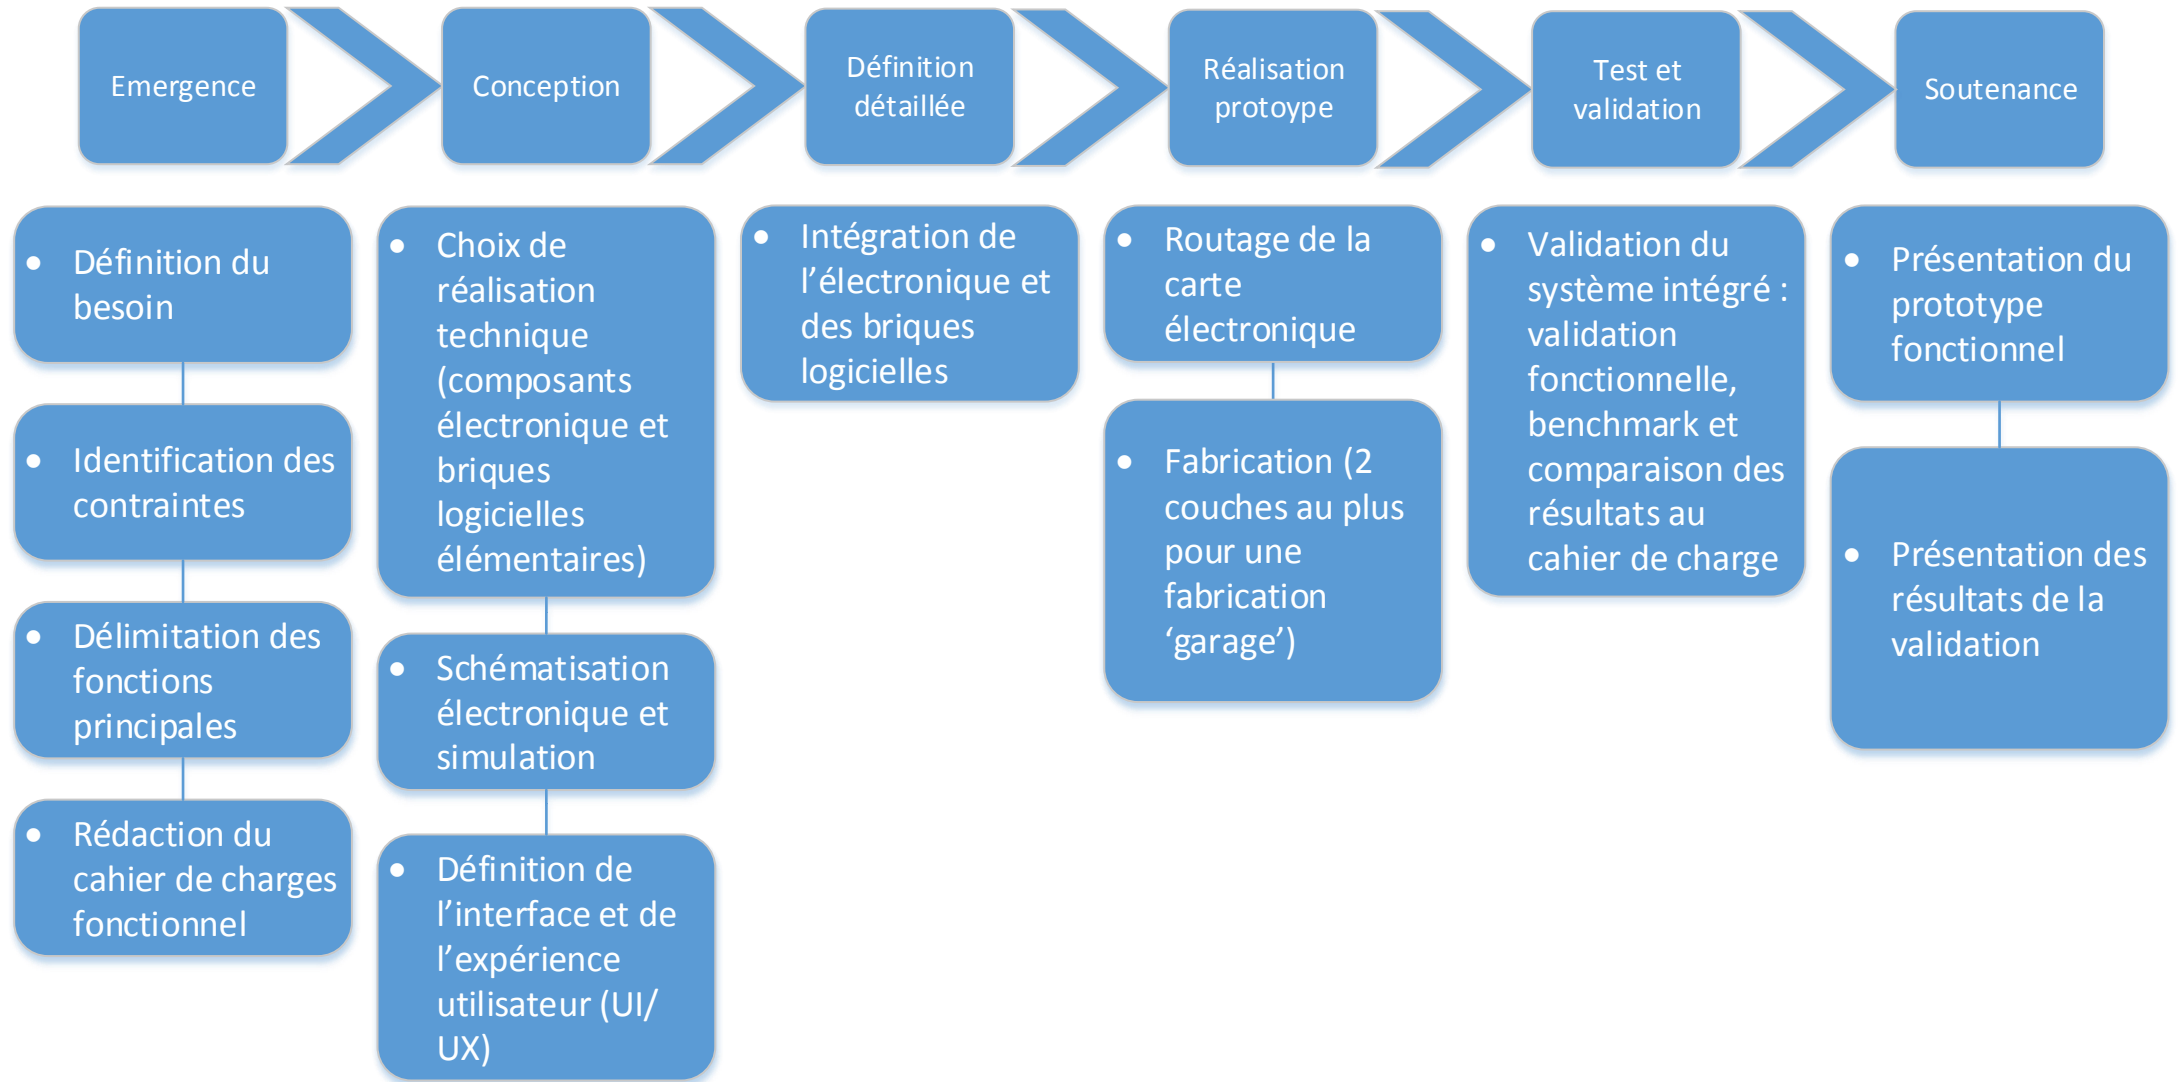 Emergence
Conception
Définition
détaillée
Réalisation
protoype
Test et
validation
Soutenance
• Définition du
besoin
• Identification des
contraintes
• Délimitation des
fonctions
principales
• Rédaction du
cahier de charges
fonctionnel
• Choix de
réalisation
technique
(composants
électronique et
briques
logicielles
élémentaires)
• Schématisation
électronique et
simulation
• Définition de
l’interface et de
l’expérience
utilisateur (UI/
UX)
• Intégration de
l’électronique et
des briques
logicielles
• Routage de la
carte
électronique
• Fabrication (2
couches au plus
pour une
fabrication
‘garage’)
• Validation du
système intégré :
validation
fonctionnelle,
benchmark et
comparaison des
résultats au
cahier de charge
• Présentation du
prototype
fonctionnel
• Présentation des
résultats de la
validation